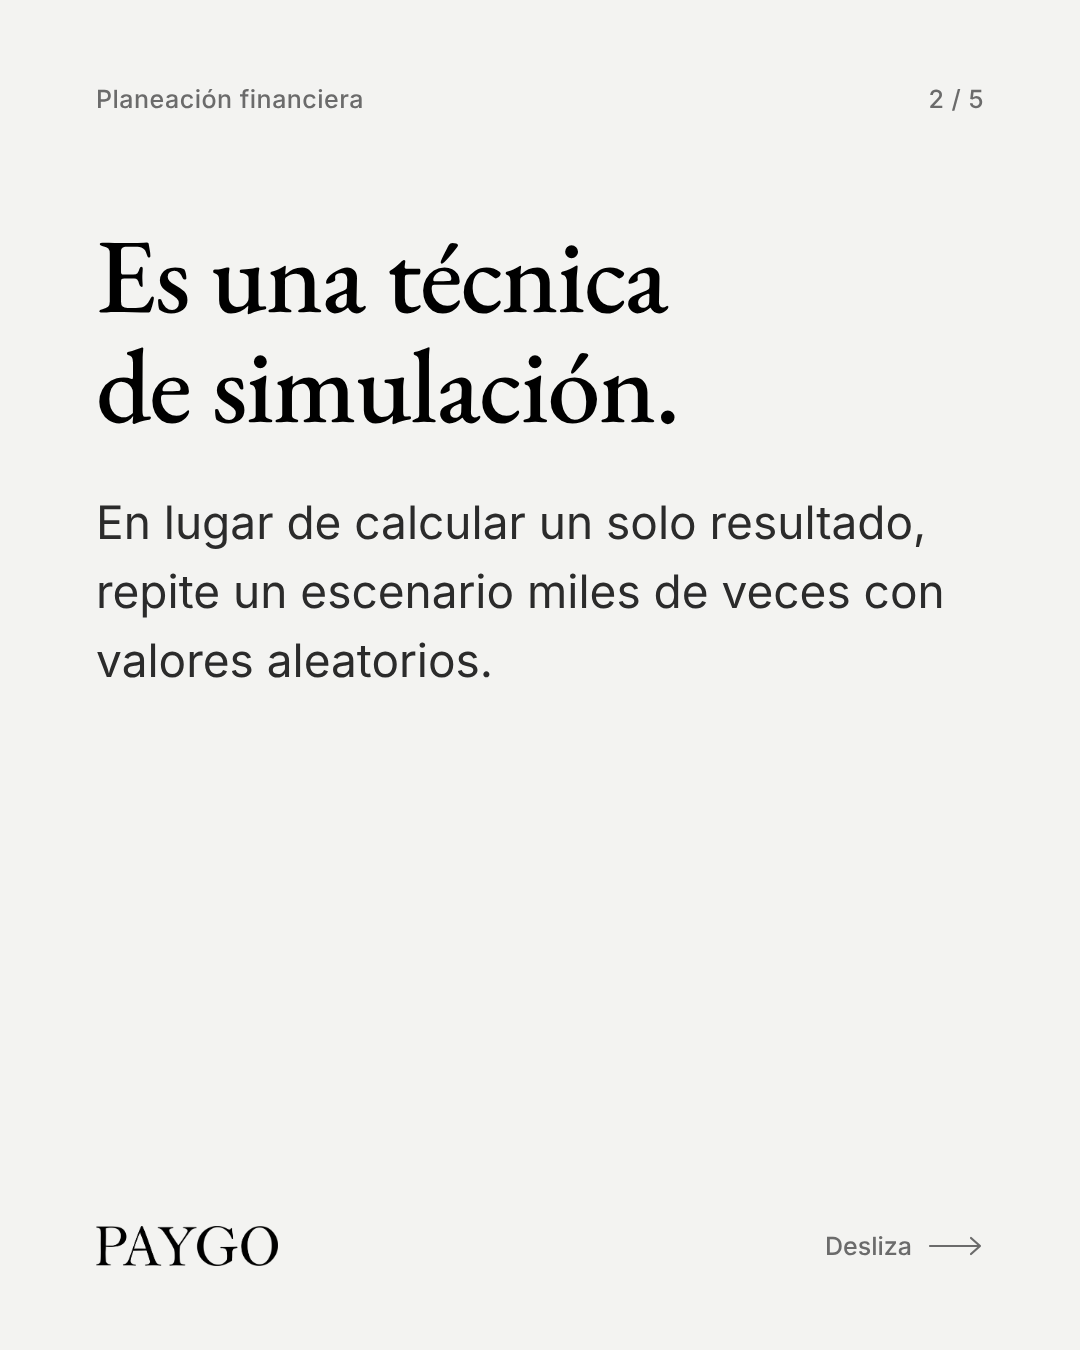 Planeación financiera
2 / 5
Es una técnica
de simulación.
En lugar de calcular un solo resultado,
repite un escenario miles de veces con
valores aleatorios.
PAYGO
Desliza